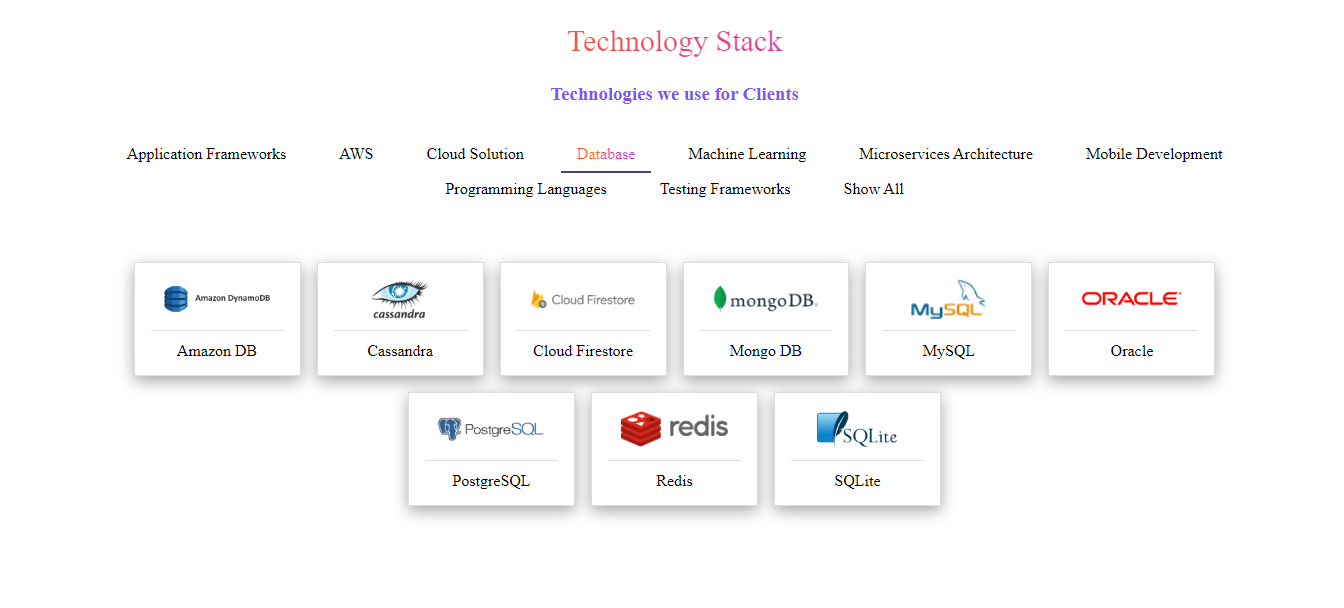 Technology Stack
Technologies we use for Clients
Application Frameworks AWS Cloud Solution Database Machine Learning Microservices Architecture Mobile Development
Programming Languages Testing Frameworks Show All
Amazon DynamoDB cassandra Cloud Firestore mongoDB. MySQL ORACLE
Amazon DB Cassandra Cloud Firestore Mongo DB MySQL Oracle
PostgreSQL redis SQLite
PostgreSQL Redis SQLite